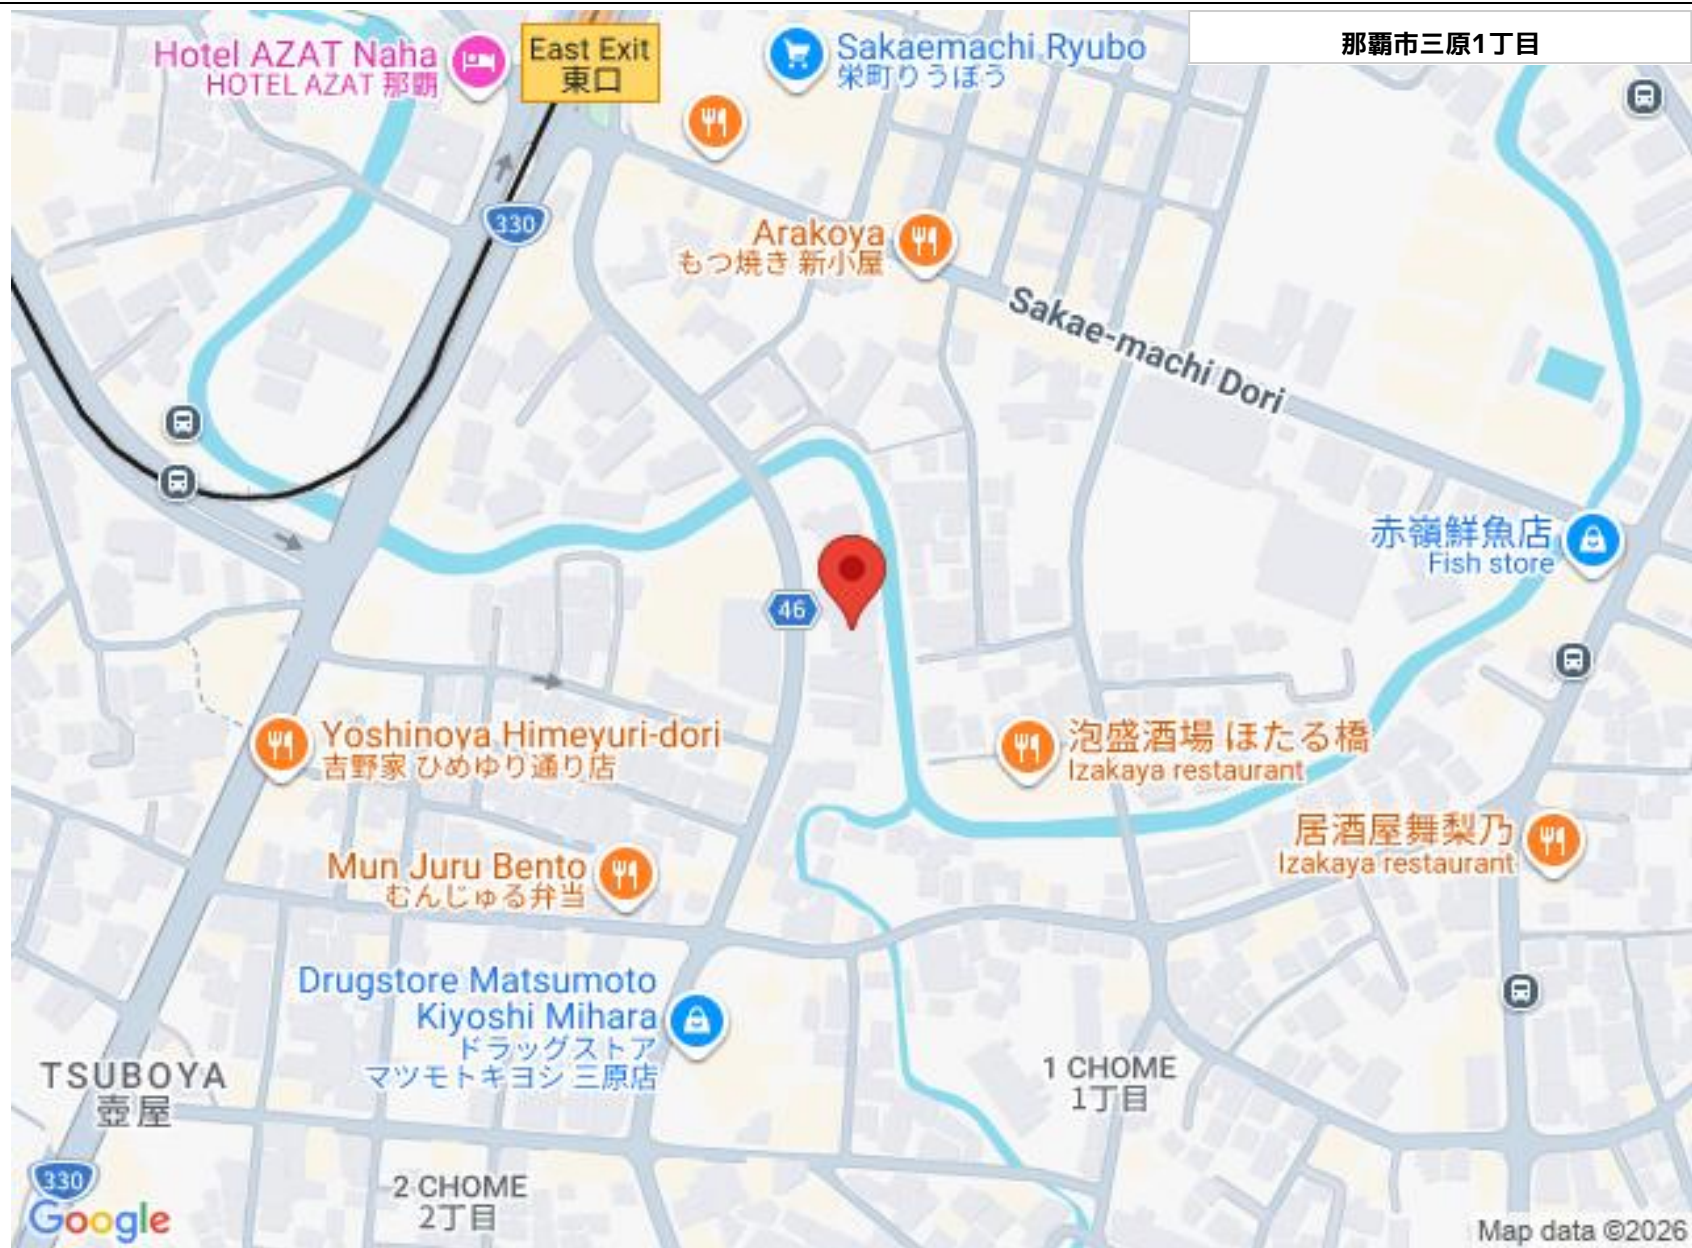 那覇市三原1丁目
Hotel AZAT Naha
HOTEL AZAT 那覇
East Exit
東口
Sakaemachi Ryubo
栄町りうぼう
330
Arakoya
もつ焼き 新小屋
Sakae-machi Dori
赤嶺鮮魚店
Fish store
46
Yoshinoya Himeyuri-dori
吉野家 ひめゆり通り店
泡盛酒場 ほたる橋
Izakaya restaurant
居酒屋舞梨乃
Izakaya restaurant
Mun Juru Bento
むんじゅる弁当
Drugstore Matsumoto
Kiyoshi Mihara
ドラッグストア
マツモトキヨシ 三原店
TSUBOYA
壺屋
1 CHOME
1丁目
2 CHOME
2丁目
330
Google
Map data ©2026